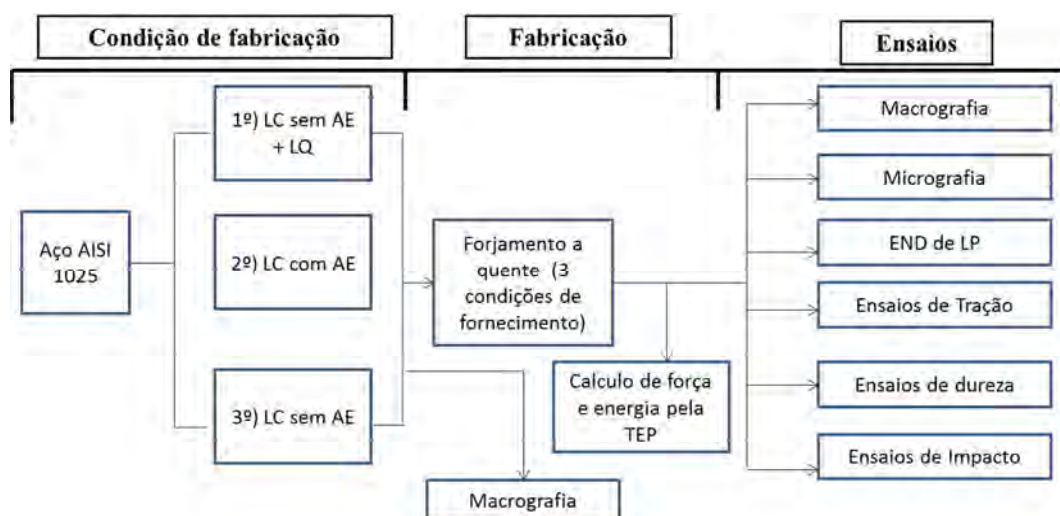 Condição de fabricação
Fabricação
Ensaios
Aço AISI
1025
1º) LC sem AE
+ LQ
2º) LC com AE
3º) LC sem AE
Forjamento a
quente (3
condições de
fornecimento)
Macrografia
Calculo de força
e energia pela
TEP
Macrografia
Micrografia
END de LP
Ensaios de Tração
Ensaios de dureza
Ensaios de Impacto